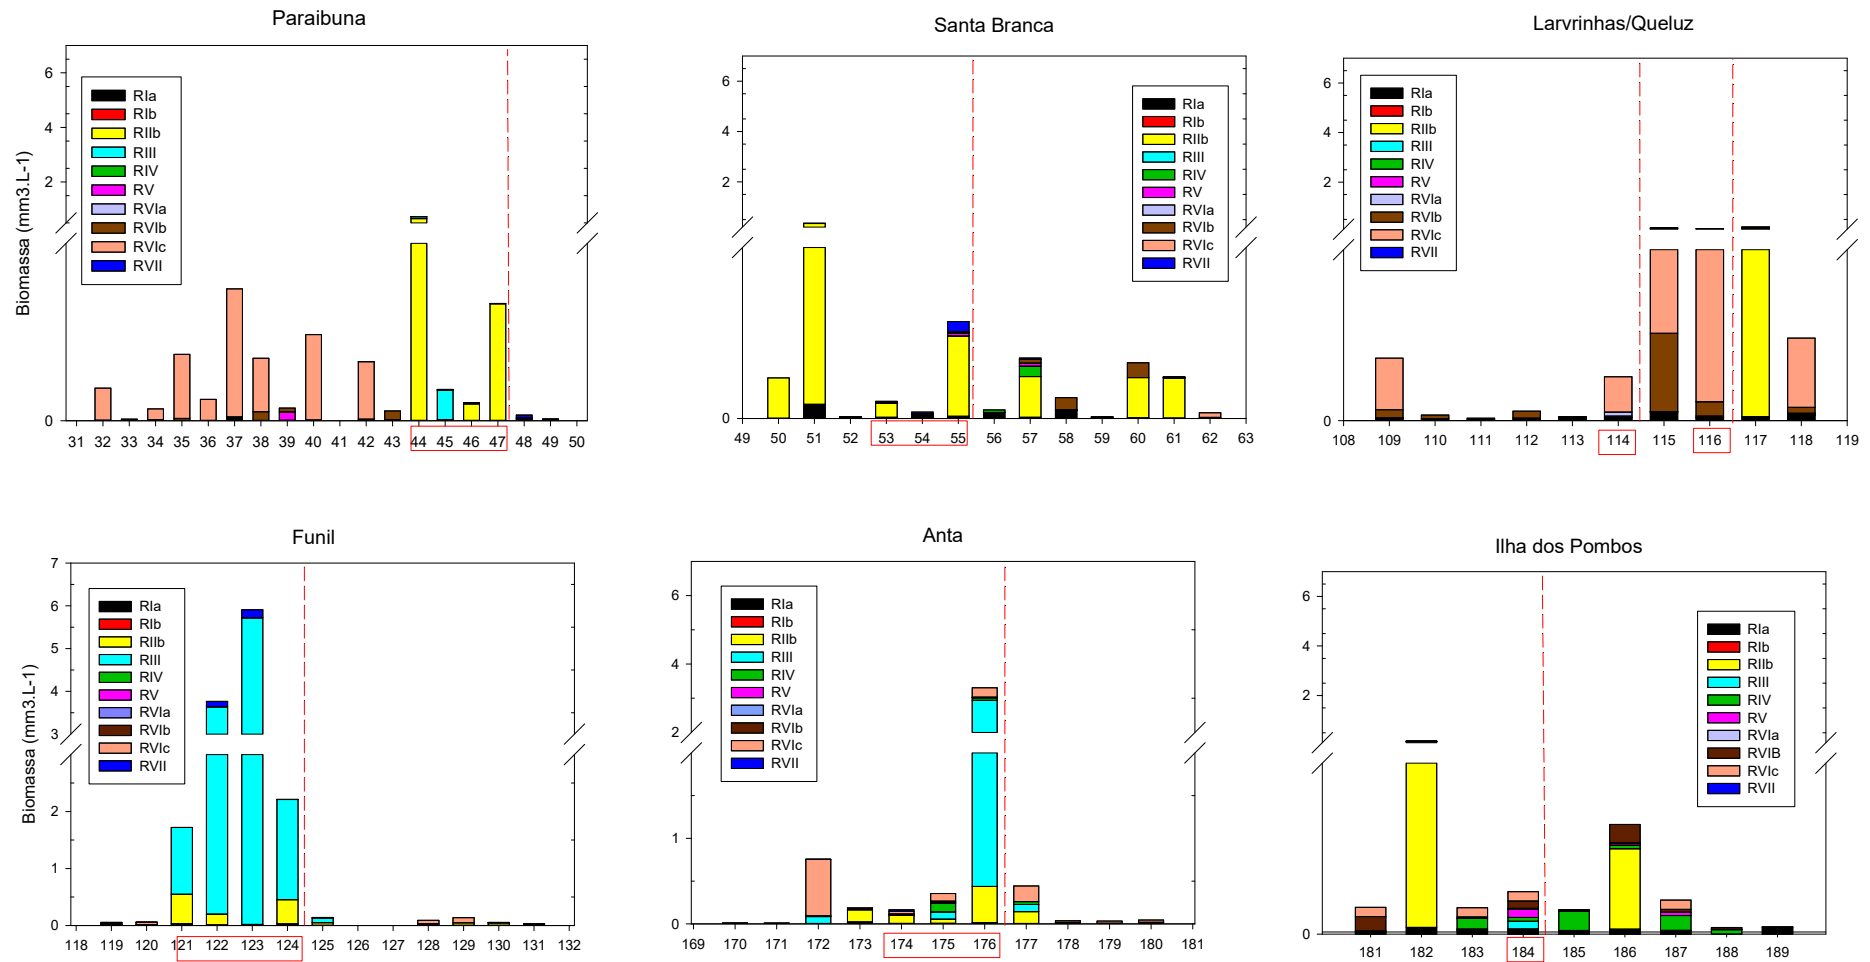 Paraibuna
Biomassa (mm3.L-1)
6
4
2
0
RIa
RIb
RIIb
RIII
RIV
RV
RVIa
RVIb
RVIc
RVII
31 32 33 34 35 36 37 38 39 40 41 42 43 44 45 46 47 48 49 50
Santa Branca
6
4
2
0
RIa
RIb
RIIb
RIII
RIV
RV
RVIa
RVIb
RVIc
RVII
49 50 51 52 53 54 55 56 57 58 59 60 61 62 63
Larvrinhas/Queluz
6
4
2
0
RIa
RIb
RIIb
RIII
RIV
RV
RVIa
RVIb
RVIc
RVII
108 109 110 111 112 113 114 115 116 117 118 119
Funil
Biomassa (mm3.L-1)
7
6
5
4
3
2
1
0
RIa
RIb
RIIb
RIII
RIV
RV
RVIa
RVIb
RVIc
RVII
118 119 120 121 122 123 124 125 126 127 128 129 130 131 132
Anta
6
4
2
1
0
RIa
RIb
RIIb
RIII
RIV
RV
RVIa
RVIb
RVIc
RVII
169 170 171 172 173 174 175 176 177 178 179 180 181
Ilha dos Pombos
6
4
2
0
RIa
RIb
RIIb
RIII
RIV
RV
RVIa
RVIB
RVIc
RVII
181 182 183 184 185 186 187 188 189